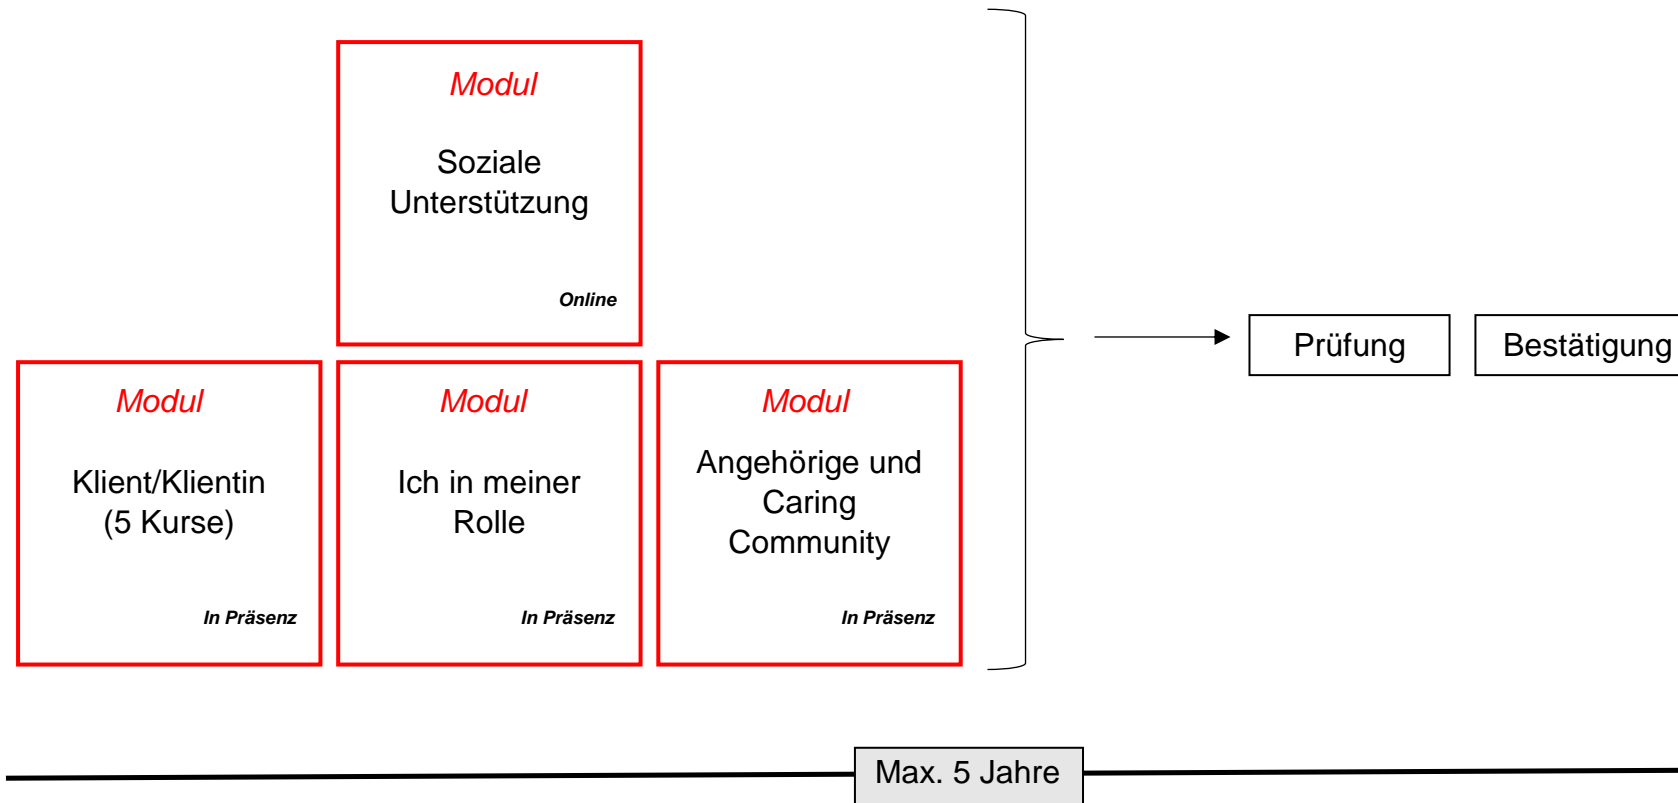 Modul
Soziale
Unterstützung
Online
Modul
Klient/Klientin
(5 Kurse)
In Präsenz
Modul
Ich in meiner
Rolle
In Präsenz
Modul
Angehörige und
Caring
Community
In Präsenz
Prüfung
Bestätigung
Max. 5 Jahre